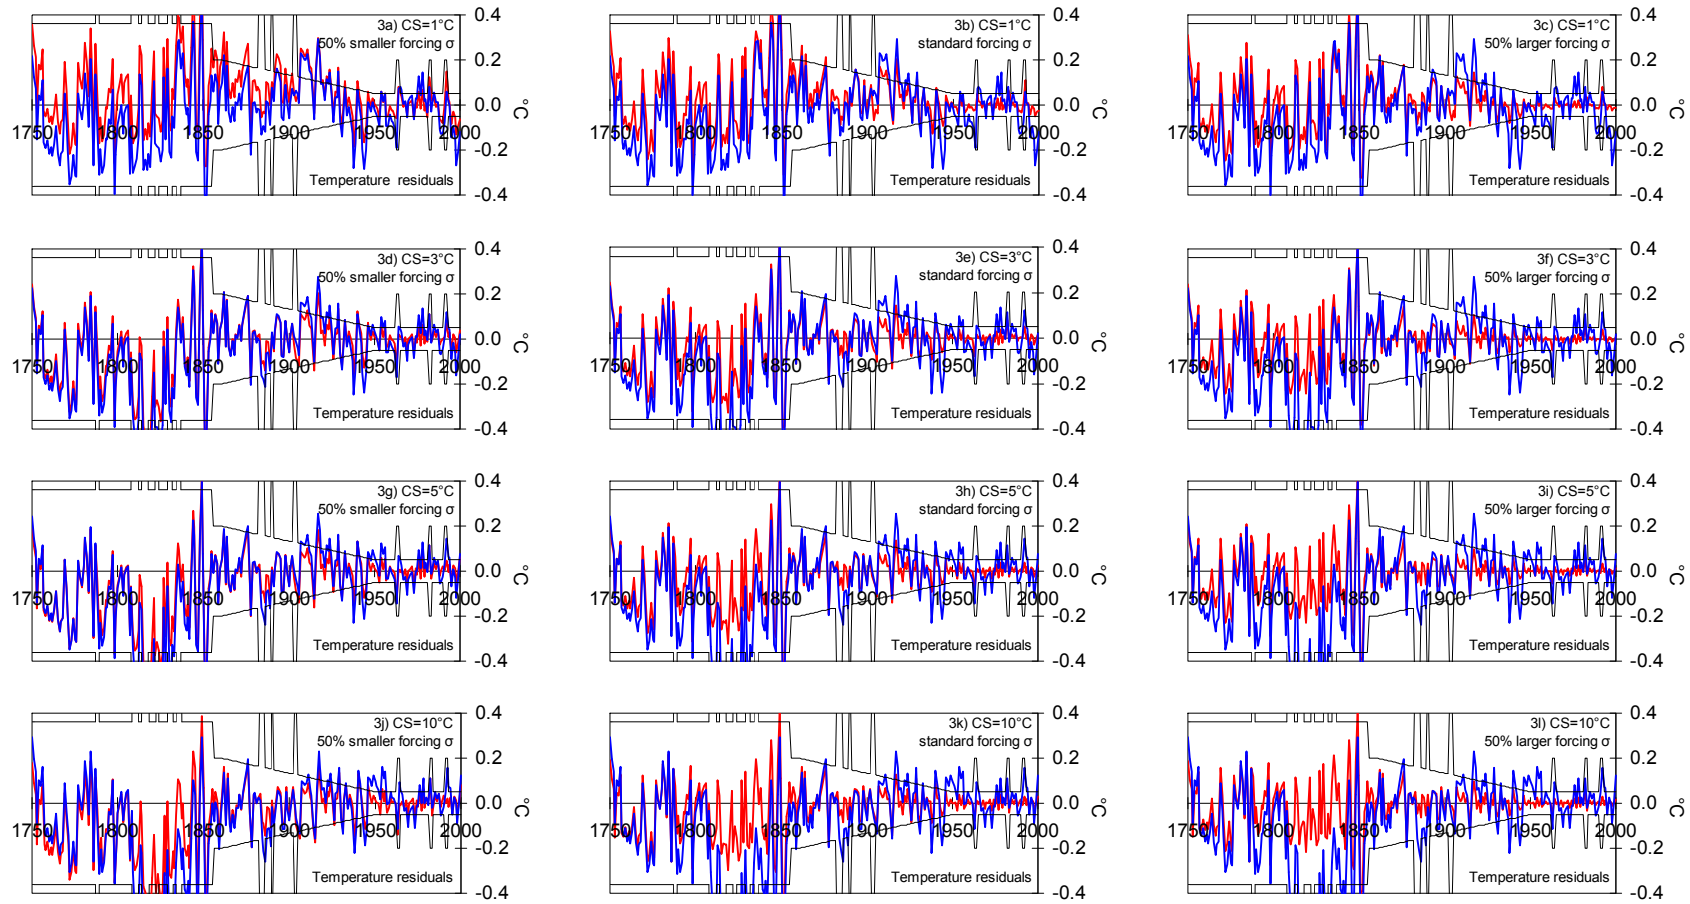 3a) CS=1°C
50% smaller forcing σ
0.4
0.2
0.0
-0.2
-0.4
°C
1750
1800
1850
1900
1950
2000
Temperature residuals
3b) CS=1°C
standard forcing σ
0.4
0.2
0.0
-0.2
-0.4
°C
1750
1800
1850
1900
1950
2000
Temperature residuals
3c) CS=1°C
50% larger forcing σ
0.4
0.2
0.0
-0.2
-0.4
°C
1750
1800
1850
1900
1950
2000
Temperature residuals
3d) CS=3°C
50% smaller forcing σ
0.4
0.2
0.0
-0.2
-0.4
°C
1750
1800
1850
1900
1950
2000
Temperature residuals
3e) CS=3°C
standard forcing σ
0.4
0.2
0.0
-0.2
-0.4
°C
1750
1800
1850
1900
1950
2000
Temperature residuals
3f) CS=3°C
50% larger forcing σ
0.4
0.2
0.0
-0.2
-0.4
°C
1750
1800
1850
1900
1950
2000
Temperature residuals
3g) CS=5°C
50% smaller forcing σ
0.4
0.2
0.0
-0.2
-0.4
°C
1750
1800
1850
1900
1950
2000
Temperature residuals
3h) CS=5°C
standard forcing σ
0.4
0.2
0.0
-0.2
-0.4
°C
1750
1800
1850
1900
1950
2000
Temperature residuals
3i) CS=5°C
50% larger forcing σ
0.4
0.2
0.0
-0.2
-0.4
°C
1750
1800
1850
1900
1950
2000
Temperature residuals
3j) CS=10°C
50% smaller forcing σ
0.4
0.2
0.0
-0.2
-0.4
°C
1750
1800
1850
1900
1950
2000
Temperature residuals
3k) CS=10°C
standard forcing σ
0.4
0.2
0.0
-0.2
-0.4
°C
1750
1800
1850
1900
1950
2000
Temperature residuals
3l) CS=10°C
50% larger forcing σ
0.4
0.2
0.0
-0.2
-0.4
°C
1750
1800
1850
1900
1950
2000
Temperature residuals